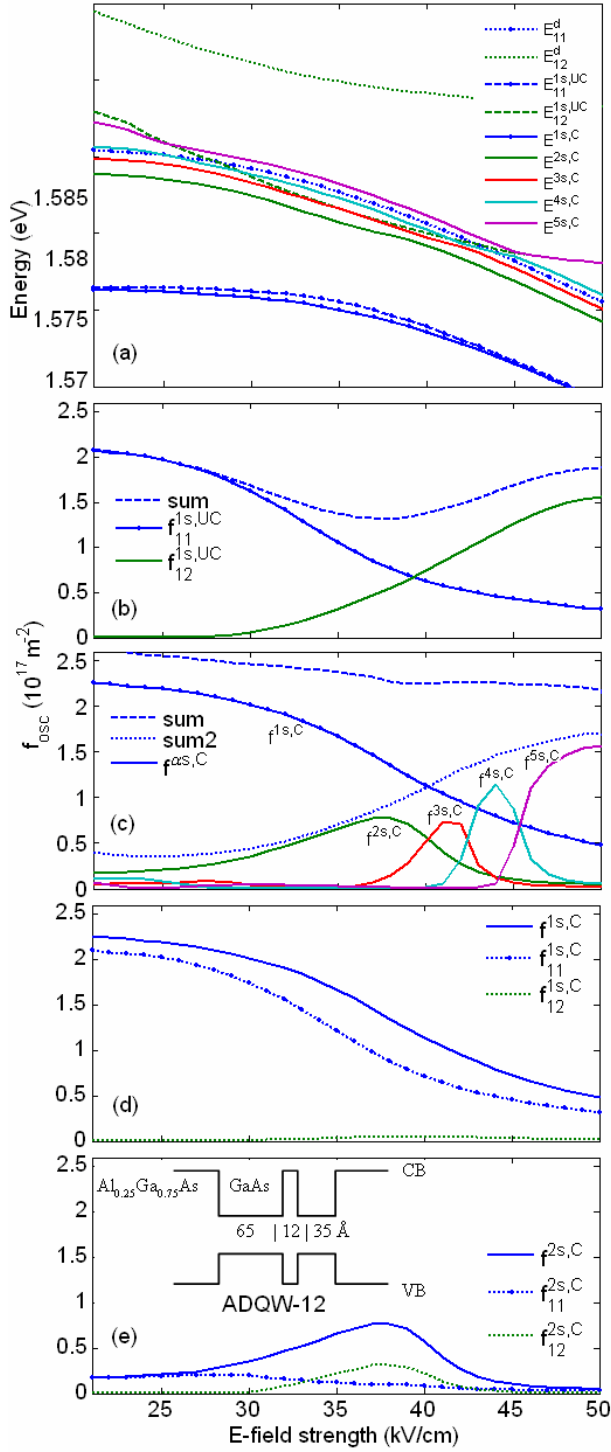 E^d_11
E^d_12
E^1s,UC_11
E^1s,UC_12
E^1s,C
E^2s,C
E^3s,C
E^4s,C
E^5s,C
Energy (eV)
1.585
1.58
1.575
1.57
(a)
2.5
2
1.5
1
0.5
0
sum
f^1s,UC_11
f^1s,UC_12
(b)
f_osc (10^17 m^-2)
2.5
2
1.5
1
0.5
0
sum
sum2
f^αs,C
f^1s,C
f^2s,C
f^3s,C
f^4s,C
f^5s,C
(c)
2.5
2
1.5
1
0.5
0
f^1s,C
f^1s,C_11
f^1s,C_12
(d)
2.5
2
1.5
1
0.5
0
Al0.25Ga0.75As
GaAs
CB
65 | 12 | 35 Å
VB
ADQW-12
f^2s,C
f^2s,C_11
f^2s,C_12
(e)
25 30 35 40 45 50
E-field strength (kV/cm)